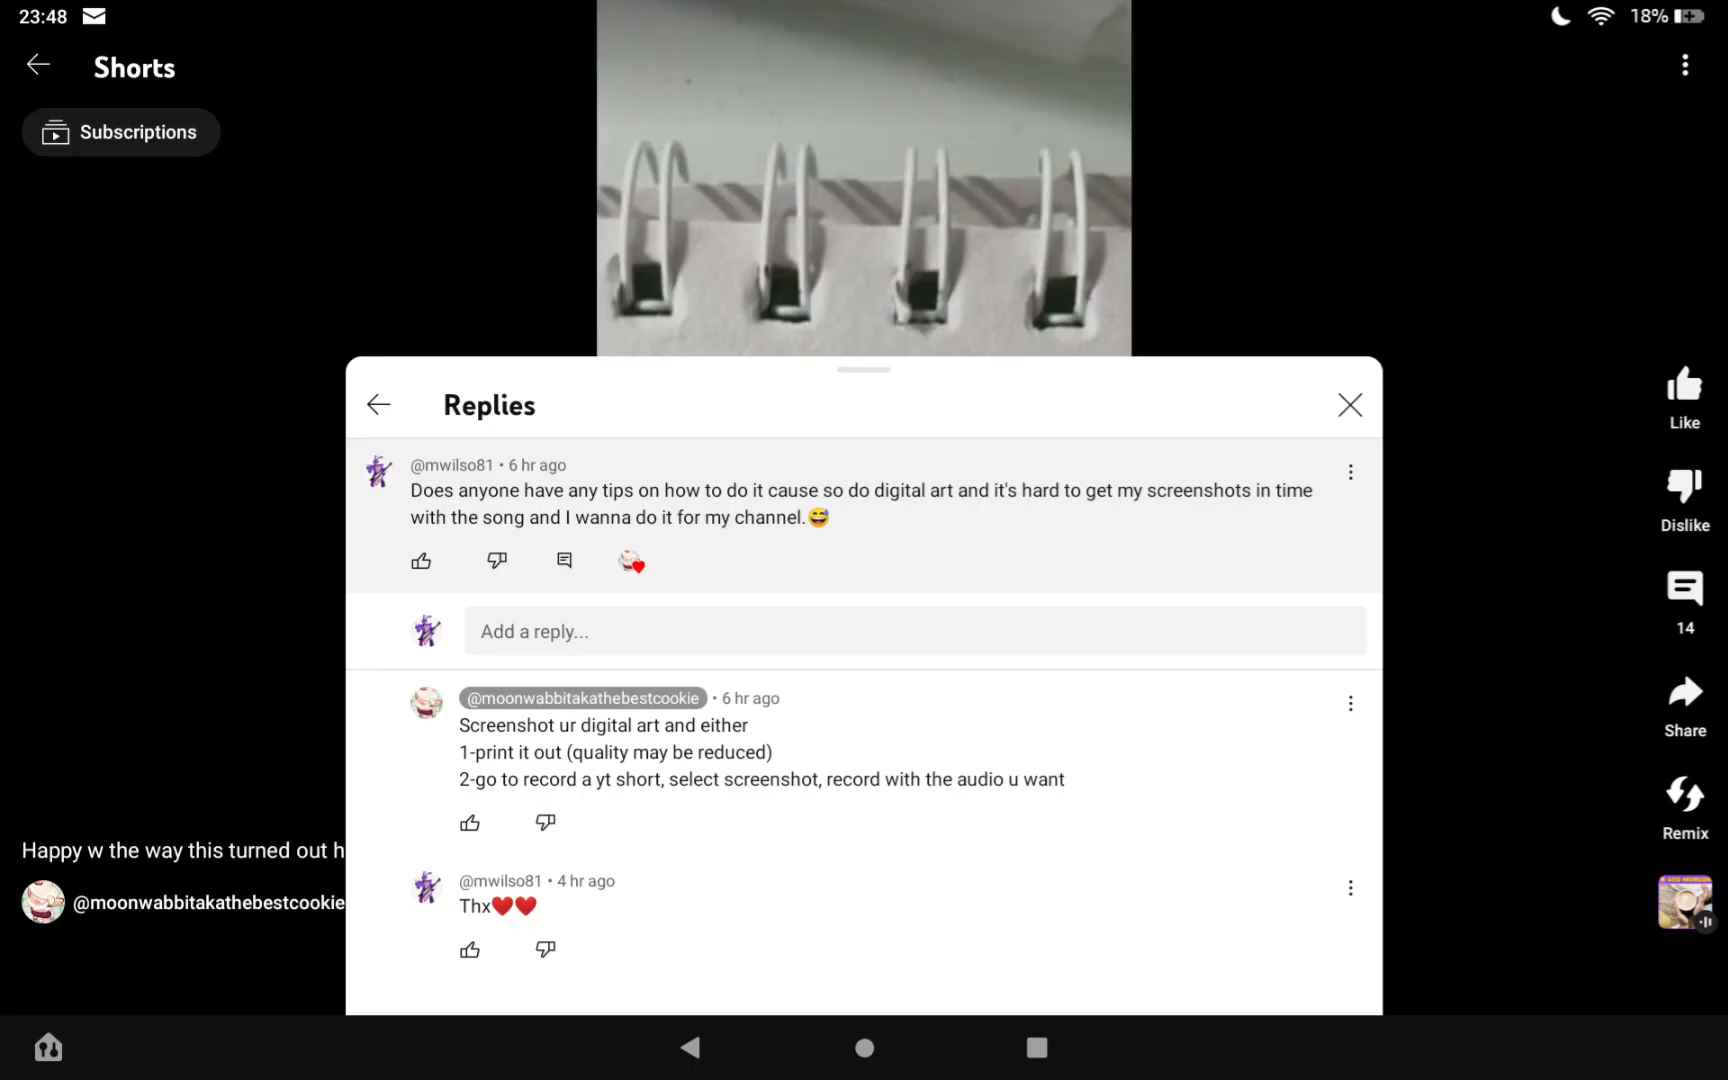 23:48
18%
Shorts
Subscriptions
Replies
@mwilso81 • 6 hr ago
Does anyone have any tips on how to do it cause so do digital art and it's hard to get my screenshots in time
with the song and I wanna do it for my channel.😅
Add a reply...
@moonwabbitakathebestcookie • 6 hr ago
Screenshot ur digital art and either
1-print it out (quality may be reduced)
2-go to record a yt short, select screenshot, record with the audio u want
@mwilso81 • 4 hr ago
Thx❤️❤️
Like
Dislike
14
Share
Remix
Happy w the way this turned out h
@moonwabbitakathebestcookie